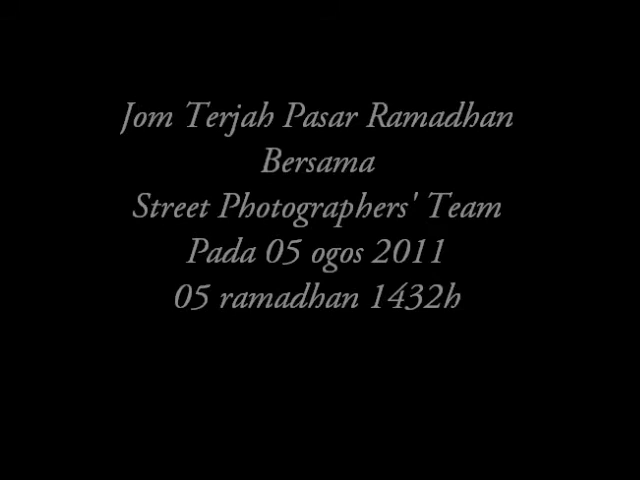 Jom Terjah Pasar Ramadhan
Bersama
Street Photographers' Team
Pada 05 ogos 2011
05 ramadhan 1432h